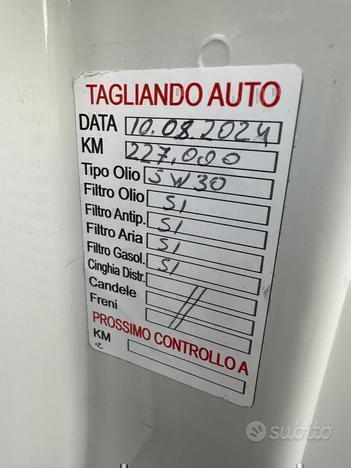 TAGLIANDO AUTO
DATA 10.08.2024
KM 227.000
Tipo Olio 5W30
Filtro Olio SI
Filtro Antip. SI
Filtro Aria SI
Filtro Gasol. SI
Cinghia Distr.
Candele //
Freni
PROSSIMO CONTROLLO A
KM
subito